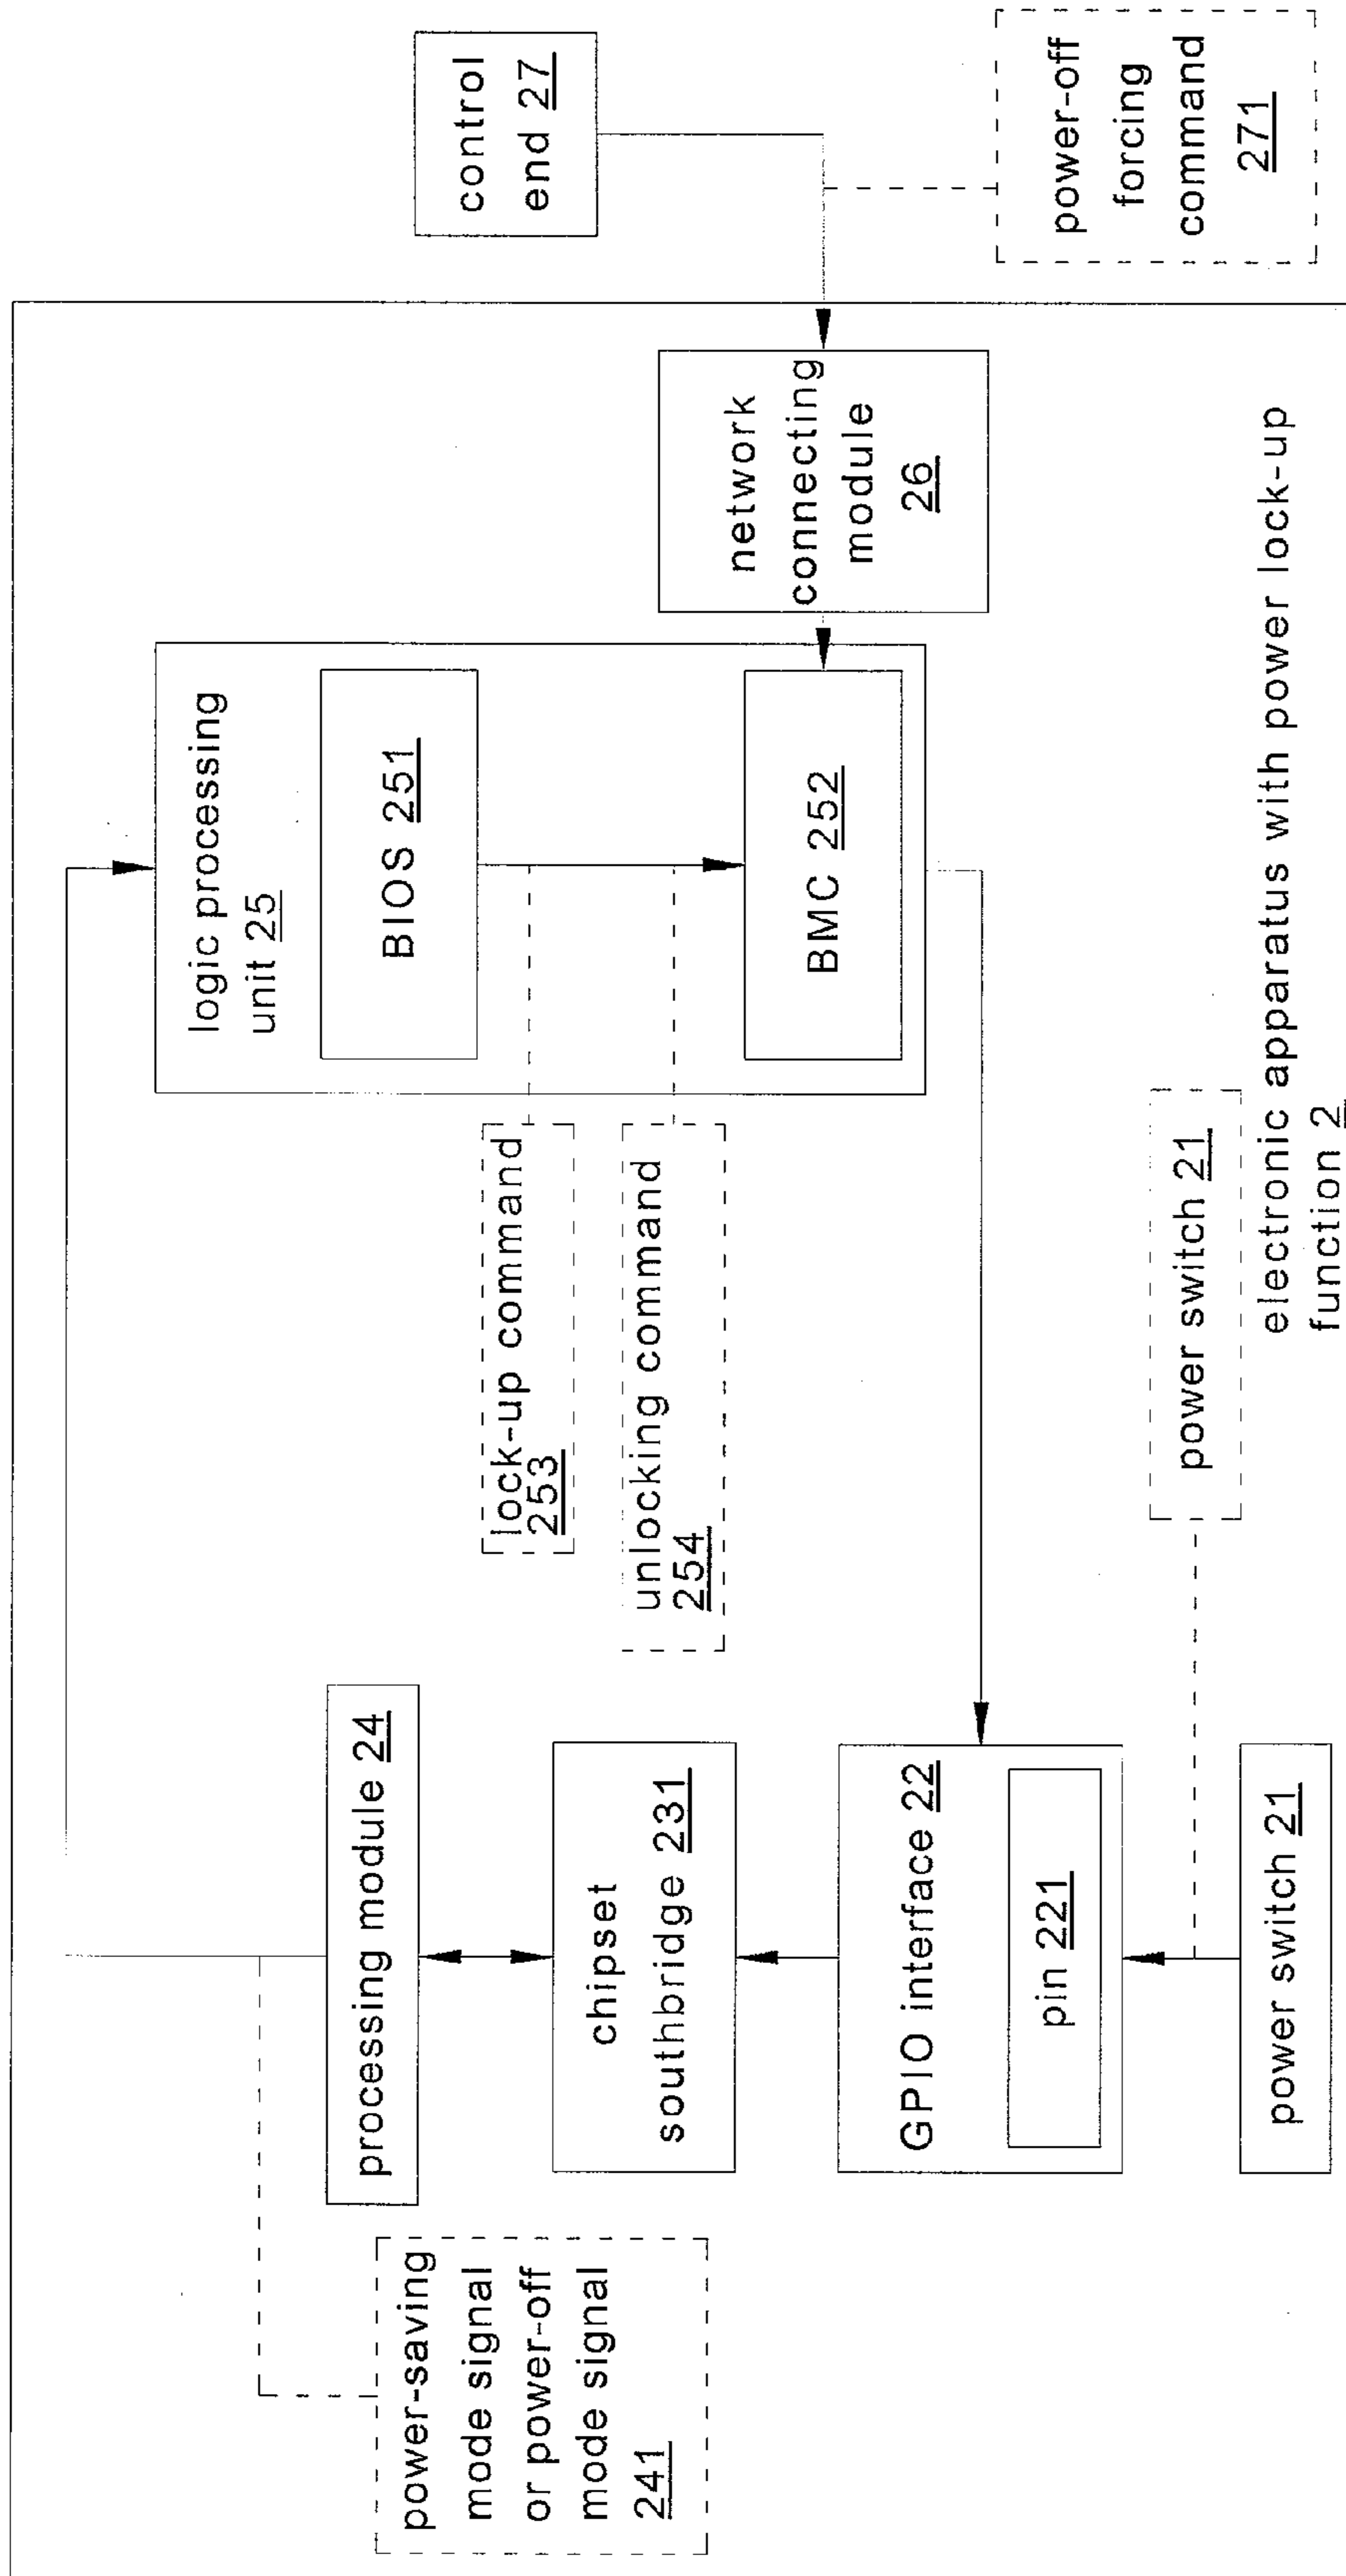 power-saving
mode signal
or power-off
mode signal
241
processing module 24
chipset
southbridge 231
GPIO interface 22
pin 221
power switch 21
power switch 21
lock-up command
253
unlocking command
254
logic processing
unit 25
BIOS 251
BMC 252
network
connecting
module
26
control
end 27
power-off
forcing
command
271
electronic apparatus with power lock-up
function 2